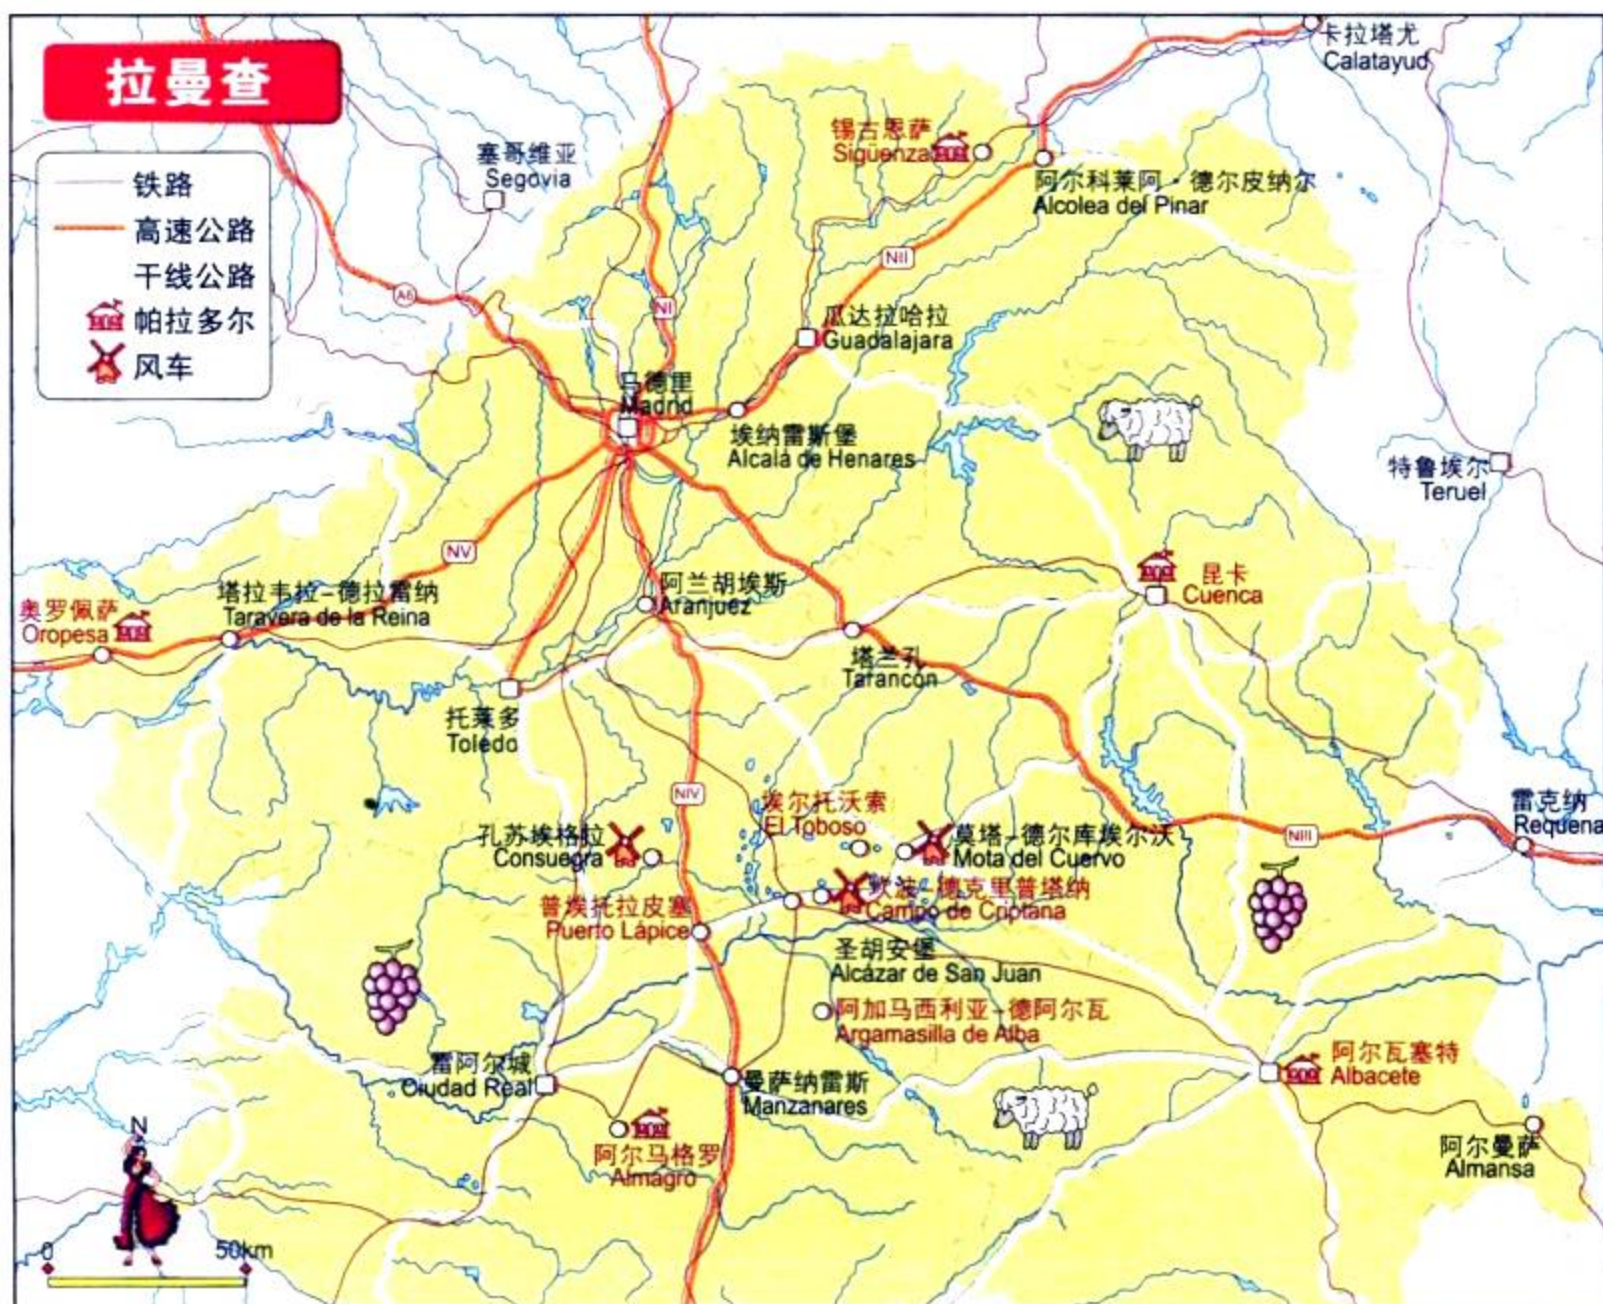 拉曼查
铁路
高速公路
干线公路
帕拉多尔
风车
卡拉塔尤
Calatayud
锡古恩萨
Sigüenza
塞哥维亚
Segovia
阿尔科莱阿·德尔皮纳尔
Alcolea del Pinar
NII
A6
NI
瓜达拉哈拉
Guadalajara
马德里
Madrid
埃纳雷斯堡
Alcalá de Henares
特鲁埃尔
Teruel
NV
昆卡
Cuenca
阿兰胡埃斯
Aranjuez
塔拉韦拉-德拉雷纳
Taravera de la Reina
奥罗佩萨
Oropesa
塔兰孔
Tarancón
托莱多
Toledo
NIV
埃尔托沃索
El Toboso
雷克纳
Requena
NIII
孔苏埃格拉
Consuegra
莫塔-德尔库埃尔沃
Mota del Cuervo
坎波-德克里普塔纳
Campo de Criptana
普埃托拉皮塞
Puerto Lápice
圣胡安堡
Alcázar de San Juan
阿加马西利亚-德阿尔瓦
Argamasilla de Alba
雷阿尔城
Ciudad Real
曼萨纳雷斯
Manzanares
阿尔瓦塞特
Albacete
阿尔马格罗
Almagro
阿尔曼萨
Almansa
N
0 50km